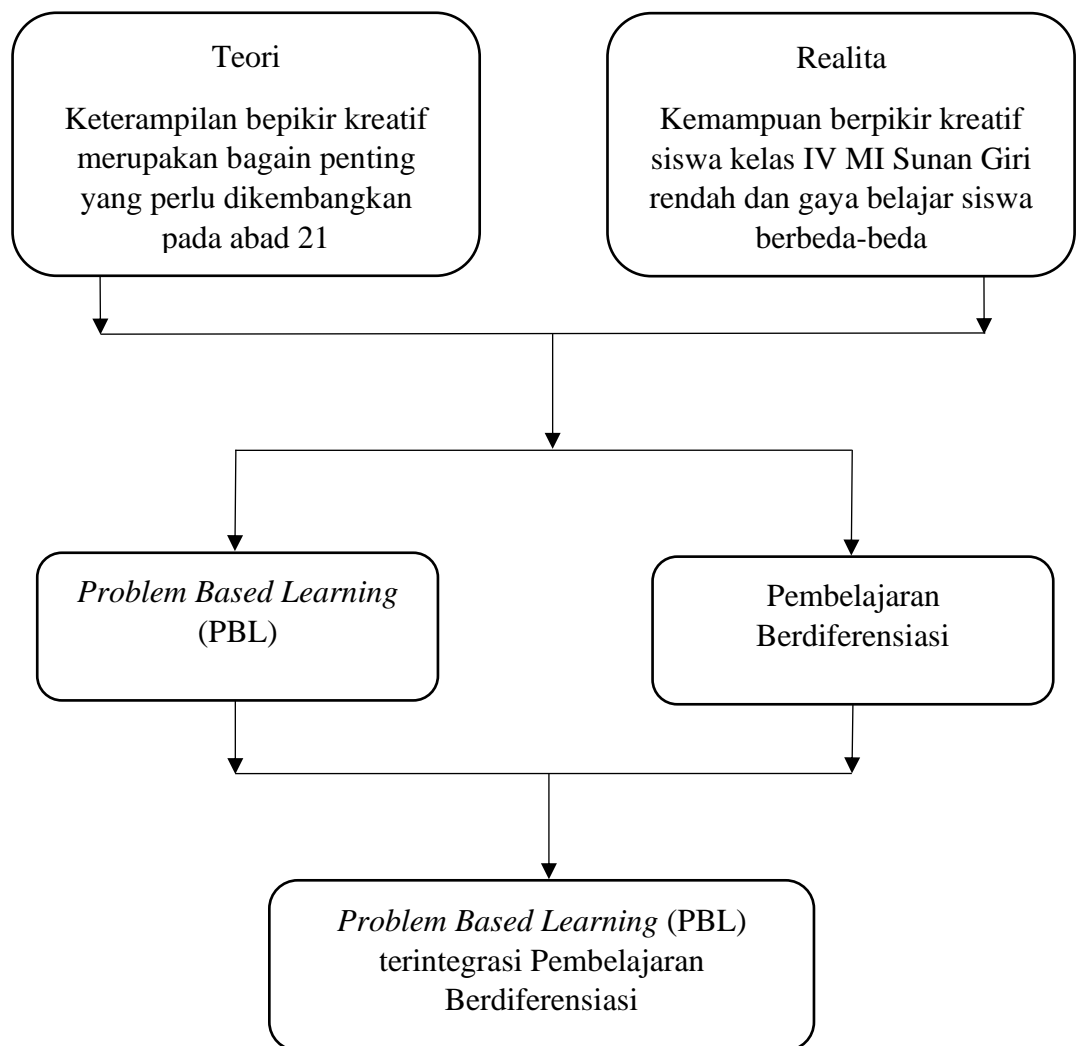 Teori
Keterampilan bepikir kreatif
merupakan bagain penting
yang perlu dikembangkan
pada abad 21
Realita
Kemampuan berpikir kreatif
siswa kelas IV MI Sunan Giri
rendah dan gaya belajar siswa
berbeda-beda
Problem Based Learning
(PBL)
Pembelajaran
Berdiferensiasi
Problem Based Learning (PBL)
terintegrasi Pembelajaran
Berdiferensiasi